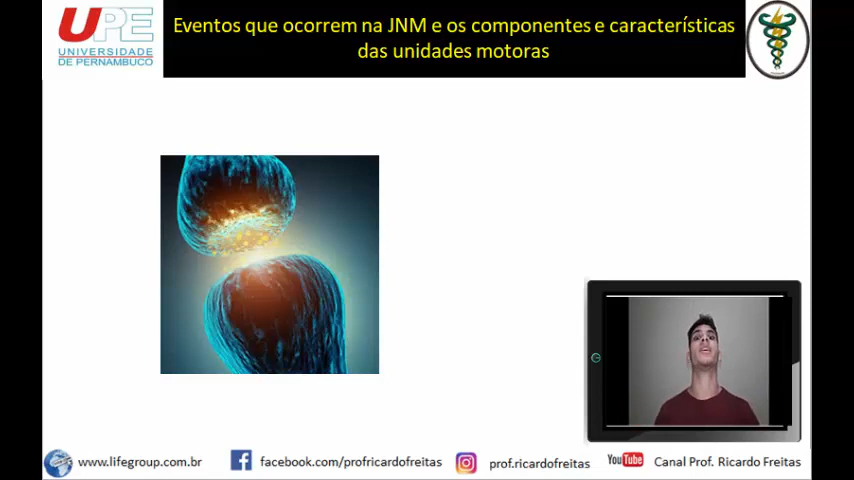 UPE
UNIVERSIDADE
DE PERNAMBUCO
Eventos que ocorrem na JNM e os componentes e características
das unidades motoras
www.lifegroup.com.br
facebook.com/profricardofreitas
prof.ricardofreitas
YouTube
Canal Prof. Ricardo Freitas